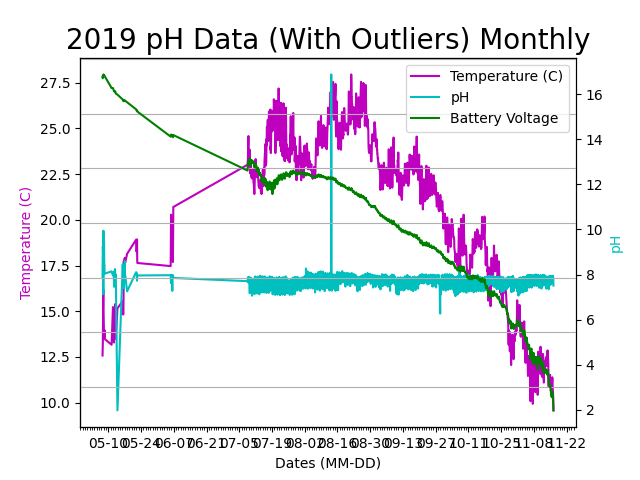 2019 pH Data (With Outliers) Monthly
Temperature (C)
pH
Battery Voltage
27.5
25.0
22.5
20.0
17.5
15.0
12.5
10.0
Temperature (C)
16
14
12
10
8
6
4
2
pH
05-10 05-24 06-07 06-21 07-05 07-19 08-02 08-16 08-30 09-13 09-27 10-11 10-25 11-08 11-22
Dates (MM-DD)